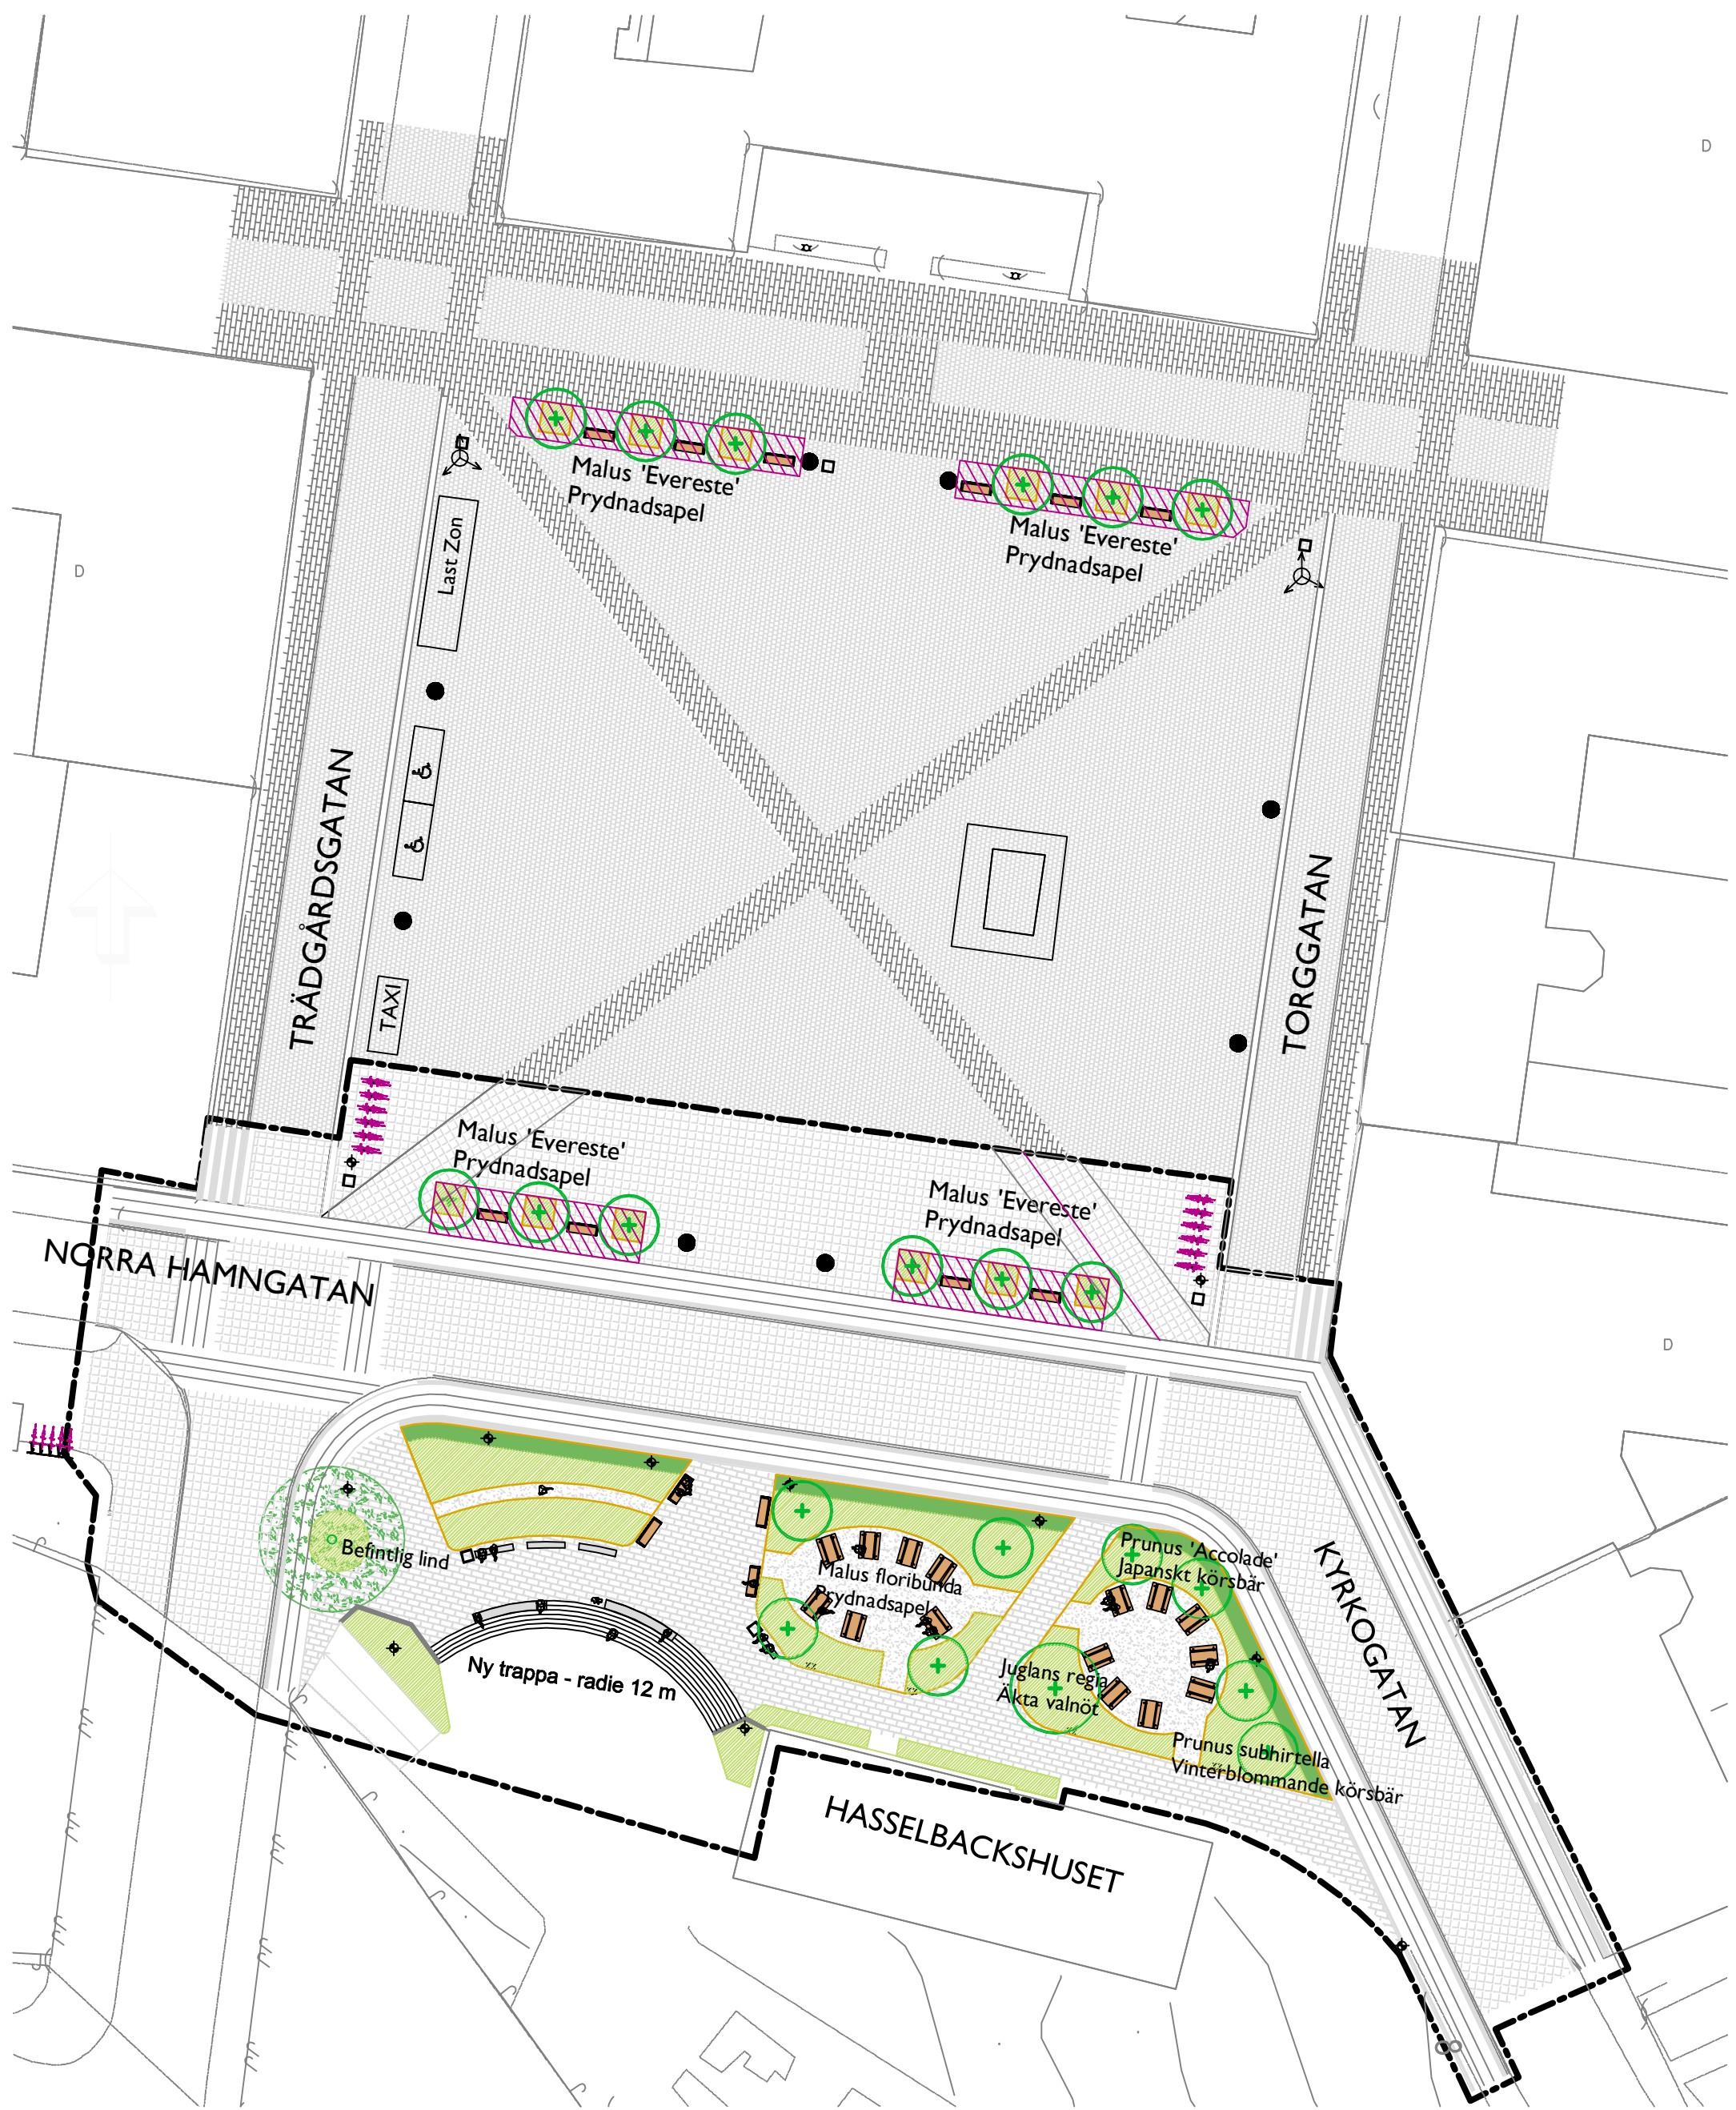 D
Malus 'Evereste'
Prydnadsapel
Malus 'Evereste'
Prydnadsapel
Last Zon
D
TRÄDGÅRDSGATAN
TORGGATAN
TAXI
Malus 'Evereste'
Prydnadsapel
Malus 'Evereste'
Prydnadsapel
NORRA HAMNGATAN
D
Befintlig lind
Malus floribunda
Prydnadsapel
Prunus 'Accolade'
Japanskt körsbär
KYRKOGATAN
Ny trappa - radie 12 m
Juglans regia
Äkta valnöt
Prunus subhirtella
Vinterblommande körsbär
HASSELBACKSHUSET